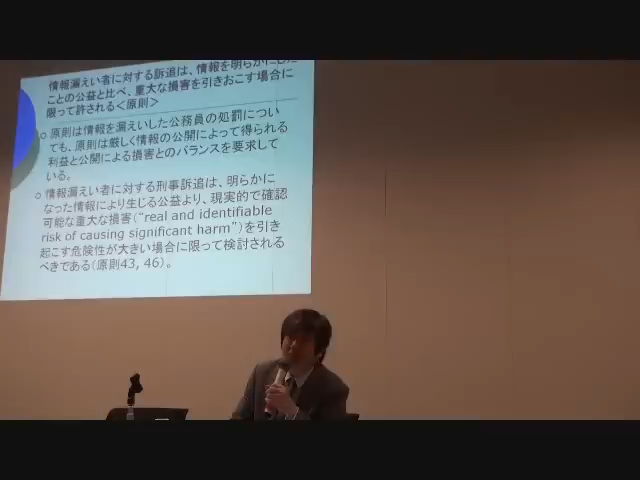 情報漏えい者に対する訴追は、情報を明らかにした
ことの公益と比べ、重大な損害を引きおこす場合に
限って許される＜原則＞
○ 原則は情報を漏えいした公務員の処罰につい
ても、原則は厳しく情報の公開によって得られる
利益と公開による損害とのバランスを要求して
いる。
○ 情報漏えい者に対する刑事訴追は、明らかに
なった情報により生じる公益より、現実的で確認
可能な重大な損害("real and identifiable
risk of causing significant harm")を引き
起こす危険性が大きい場合に限って検討される
べきである(原則43, 46)。